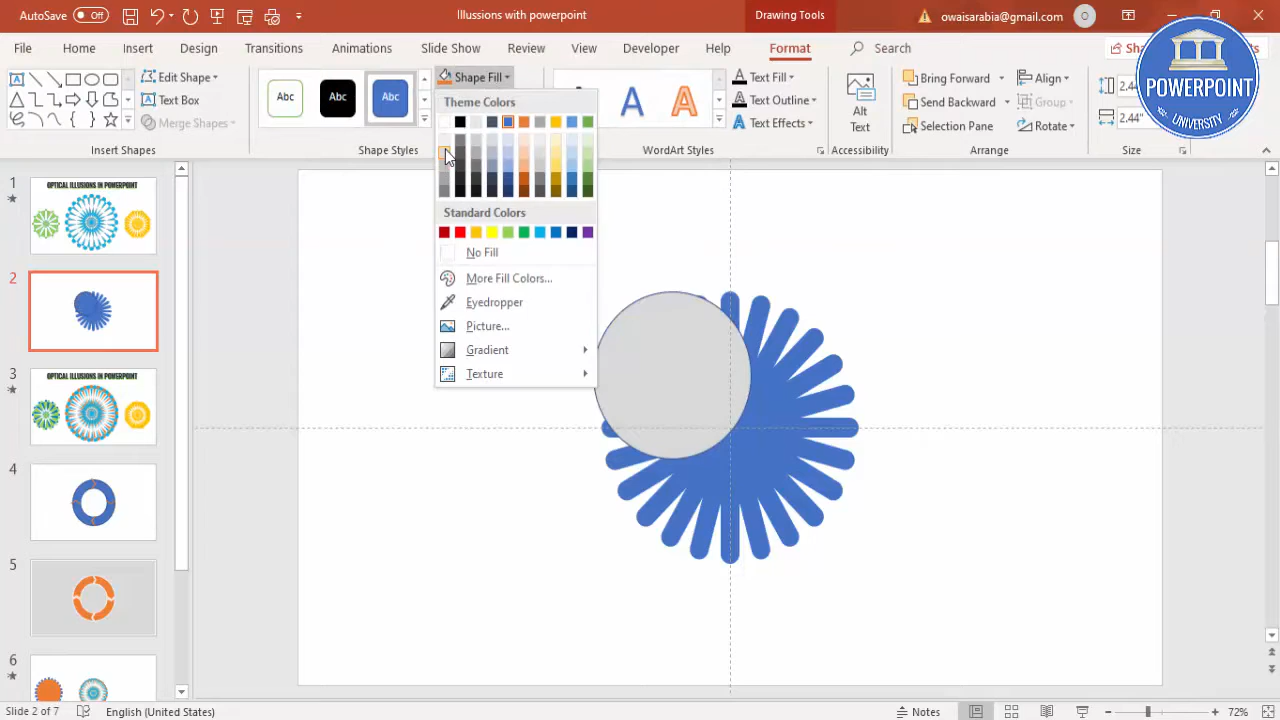 AutoSave Off
Illussions with powerpoint
Drawing Tools
owaisarabia@gmail.com
O
File Home Insert Design Transitions Animations Slide Show Review View Developer Help Format Search
POWERPOINT
UNIVERSITY
Edit Shape
Text Box
Merge Shapes
Insert Shapes
Abc Abc Abc
Shape Fill
Shape Styles
A A
Text Fill
Text Outline
Text Effects
WordArt Styles
Alt
Text
Accessibility
Bring Forward
Send Backward
Selection Pane
Align
Group
Rotate
Arrange
2.44"
Size
Theme Colors
Standard Colors
No Fill
More Fill Colors...
Eyedropper
Picture...
Gradient
Texture
1
OPTICAL ILLUSIONS IN POWERPOINT
2
3
OPTICAL ILLUSIONS IN POWERPOINT
4
5
6
Slide 2 of 7
English (United States)
Notes
72%